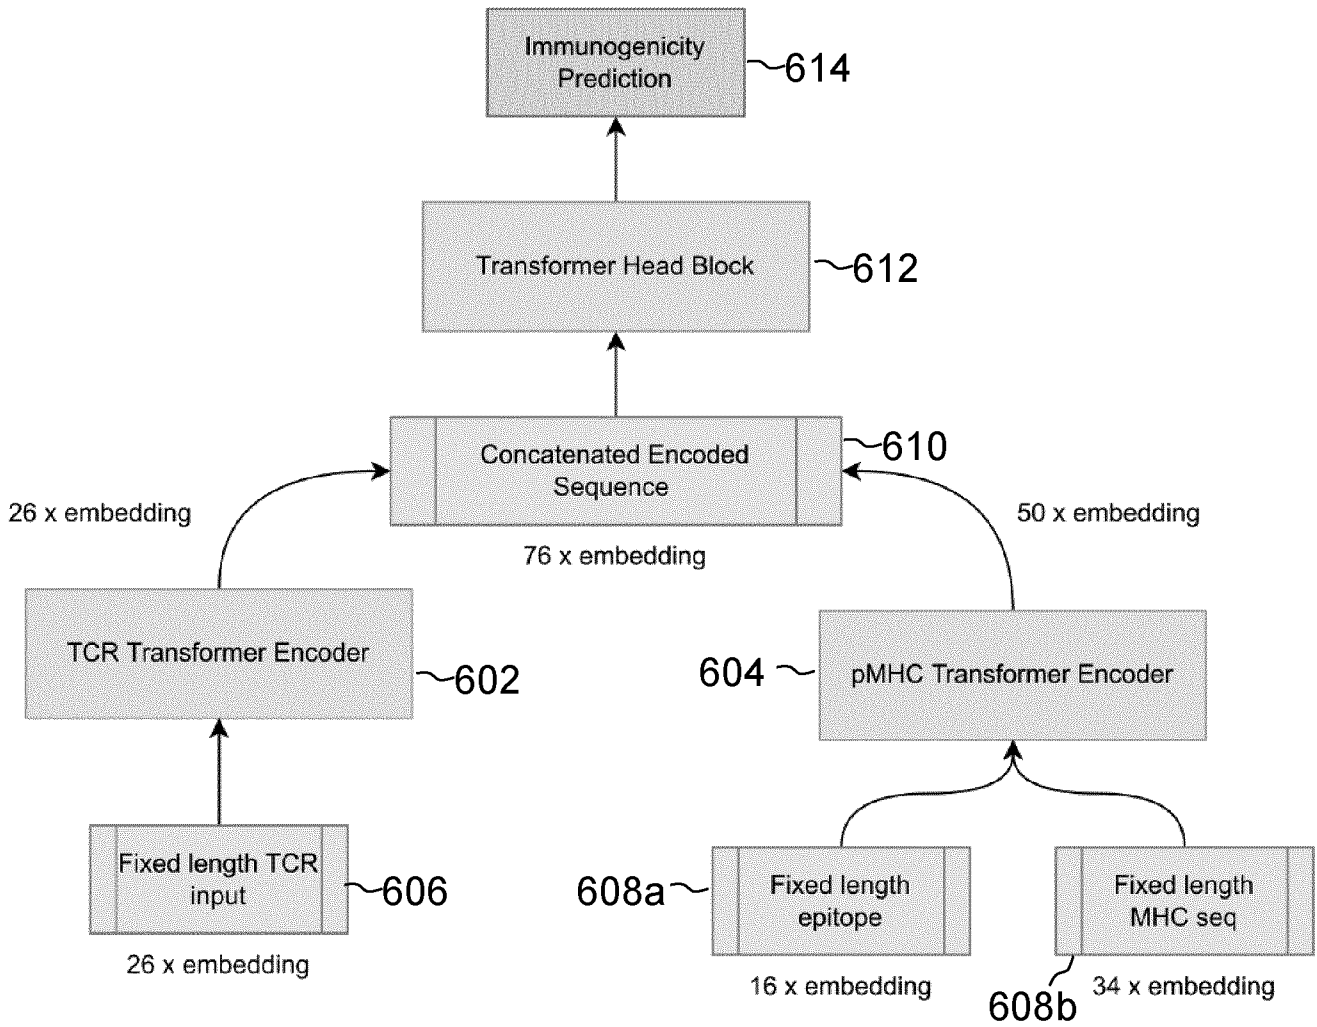 Immunogenicity
Prediction
614
Transformer Head Block
612
Concatenated Encoded
Sequence
610
26 x embedding
50 x embedding
76 x embedding
TCR Transformer Encoder
602
604
pMHC Transformer Encoder
Fixed length TCR
input
606
608a
Fixed length
epitope
Fixed length
MHC seq
26 x embedding
16 x embedding
608b
34 x embedding